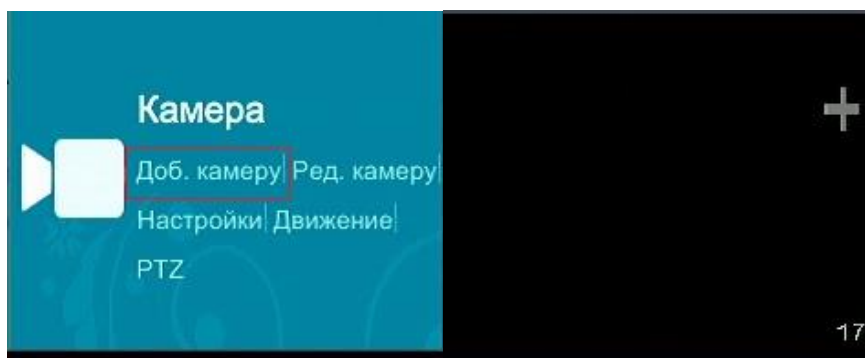 Камера
Доб. камеру| Ред. камеру|
Настройки| Движение|
PTZ
17